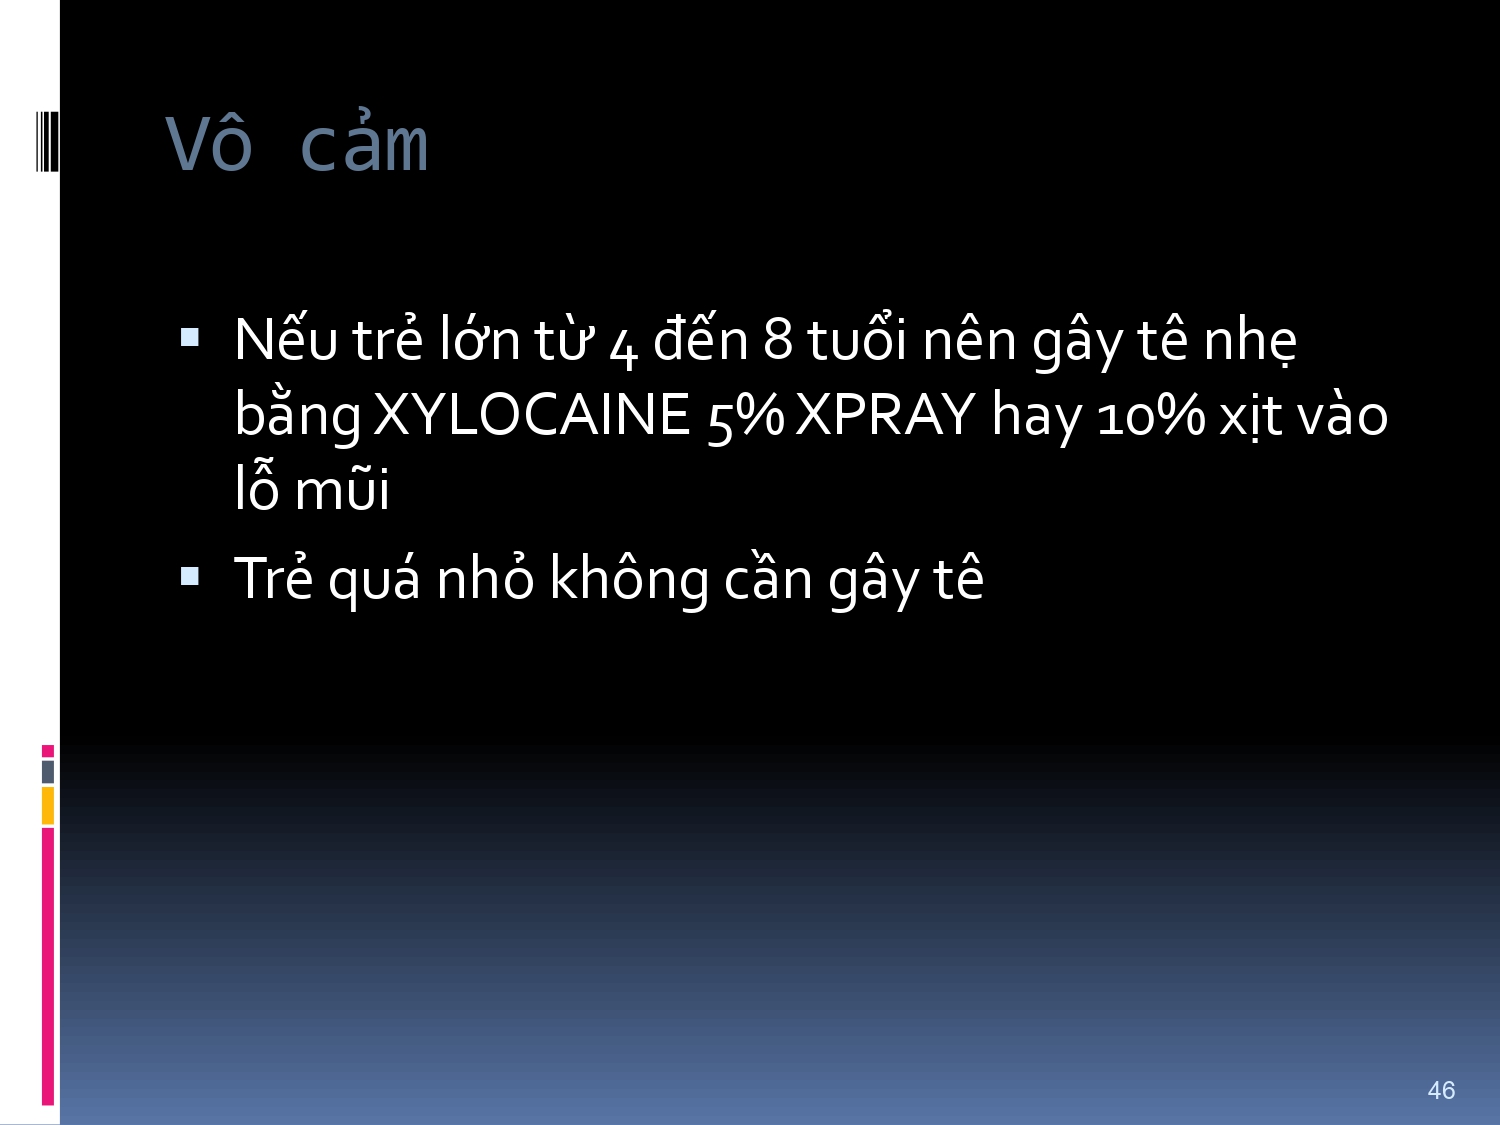 Vô cảm
Nếu trẻ lớn từ 4 đến 8 tuổi nên gây tê nhẹ
bằng XYLOCAINE 5% XPRAY hay 10% xịt vào
lỗ mũi
Trẻ quá nhỏ không cần gây tê
46